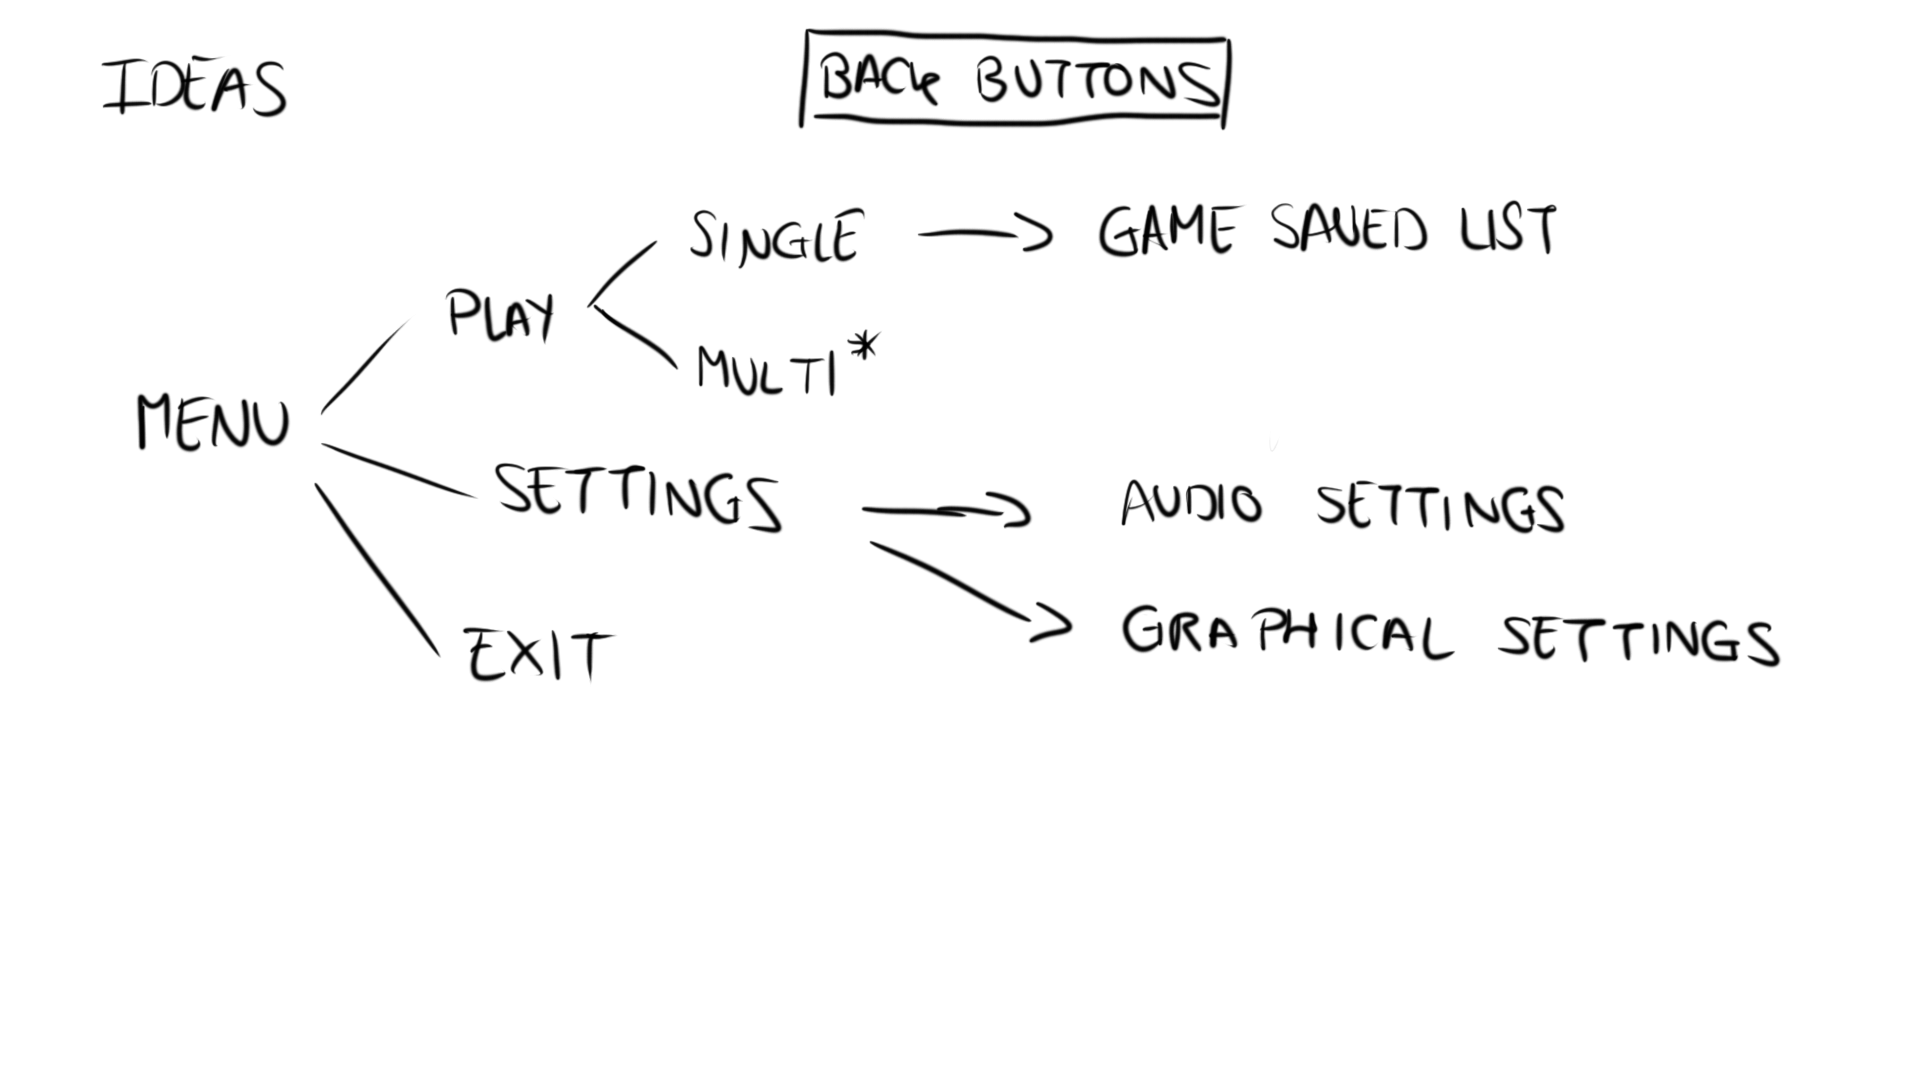 IDEAS
BACK BUTTONS
SINGLE → GAME SAVED LIST
PLAY
MULTI*
MENU
SETTINGS → AUDIO SETTINGS
GRAPHICAL SETTINGS
EXIT